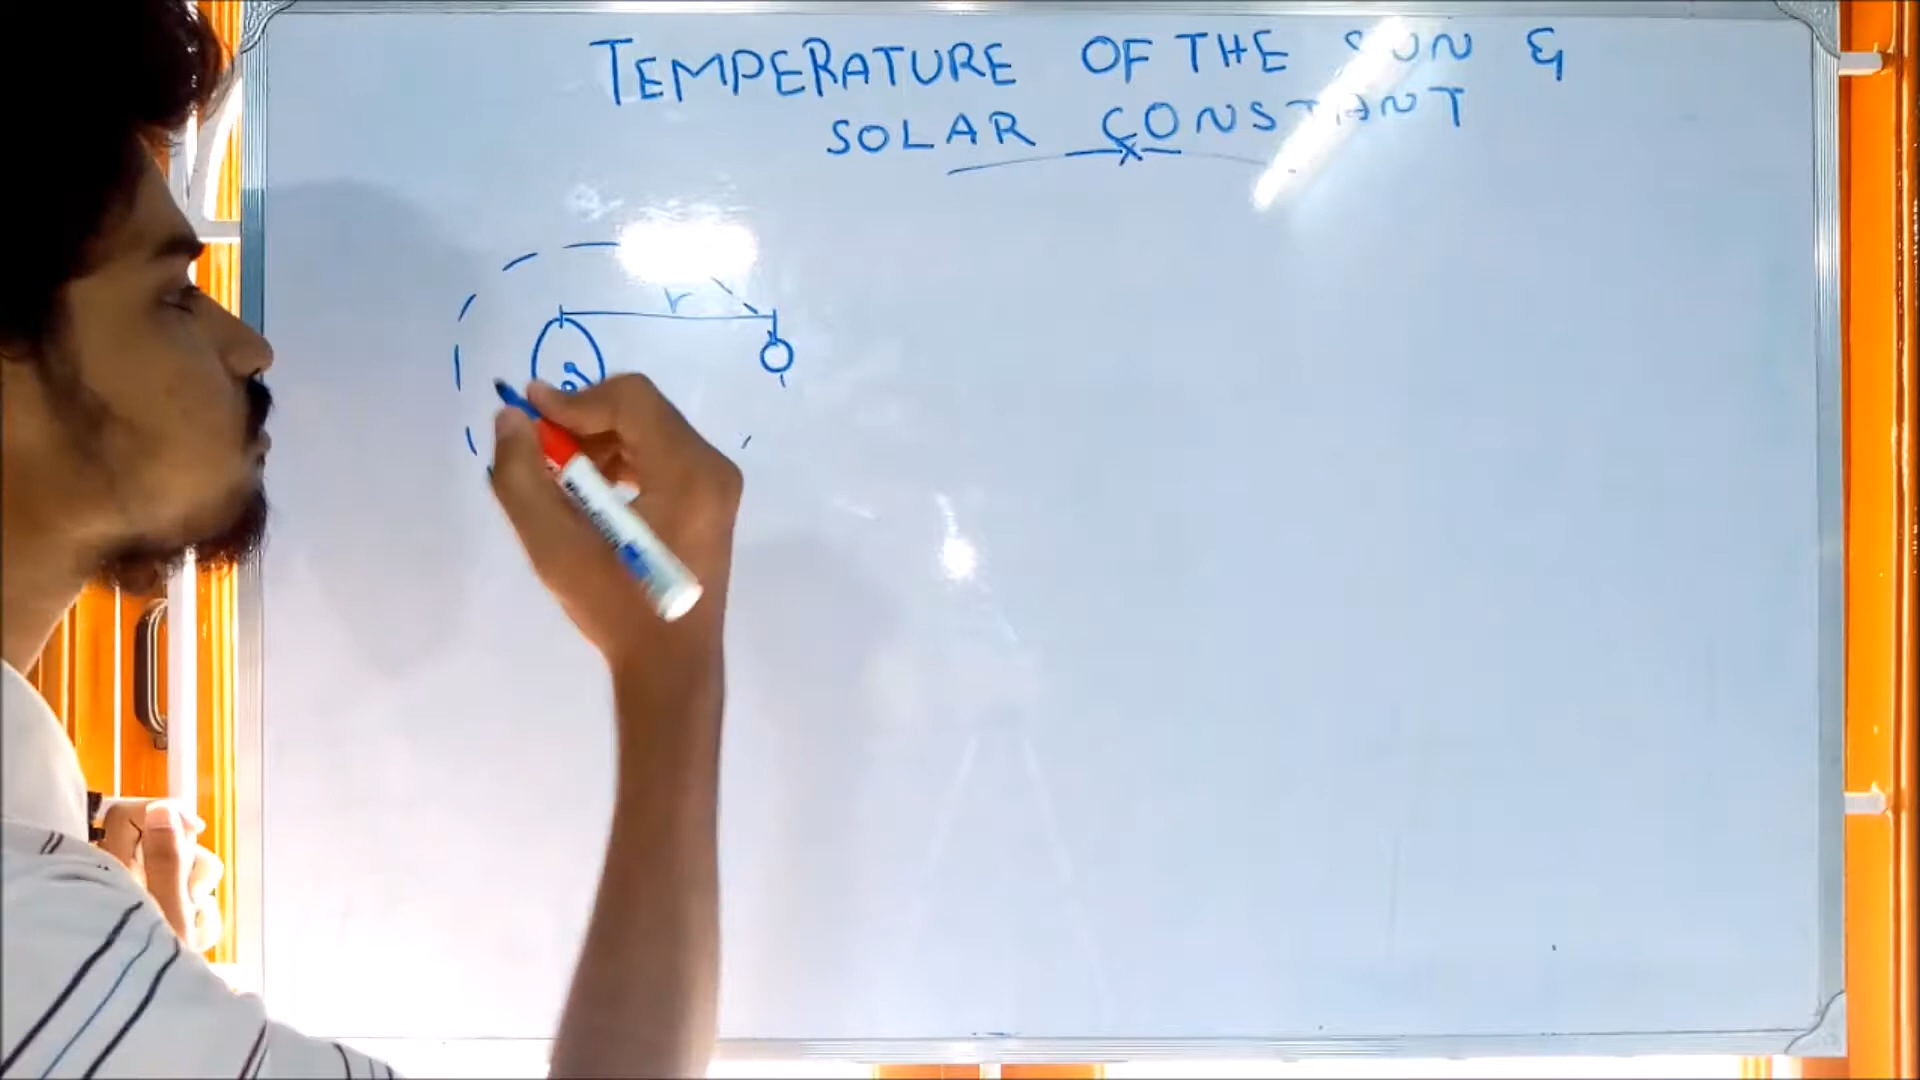 TEMPERATURE OF THE SUN &
SOLAR CONSTANT
r